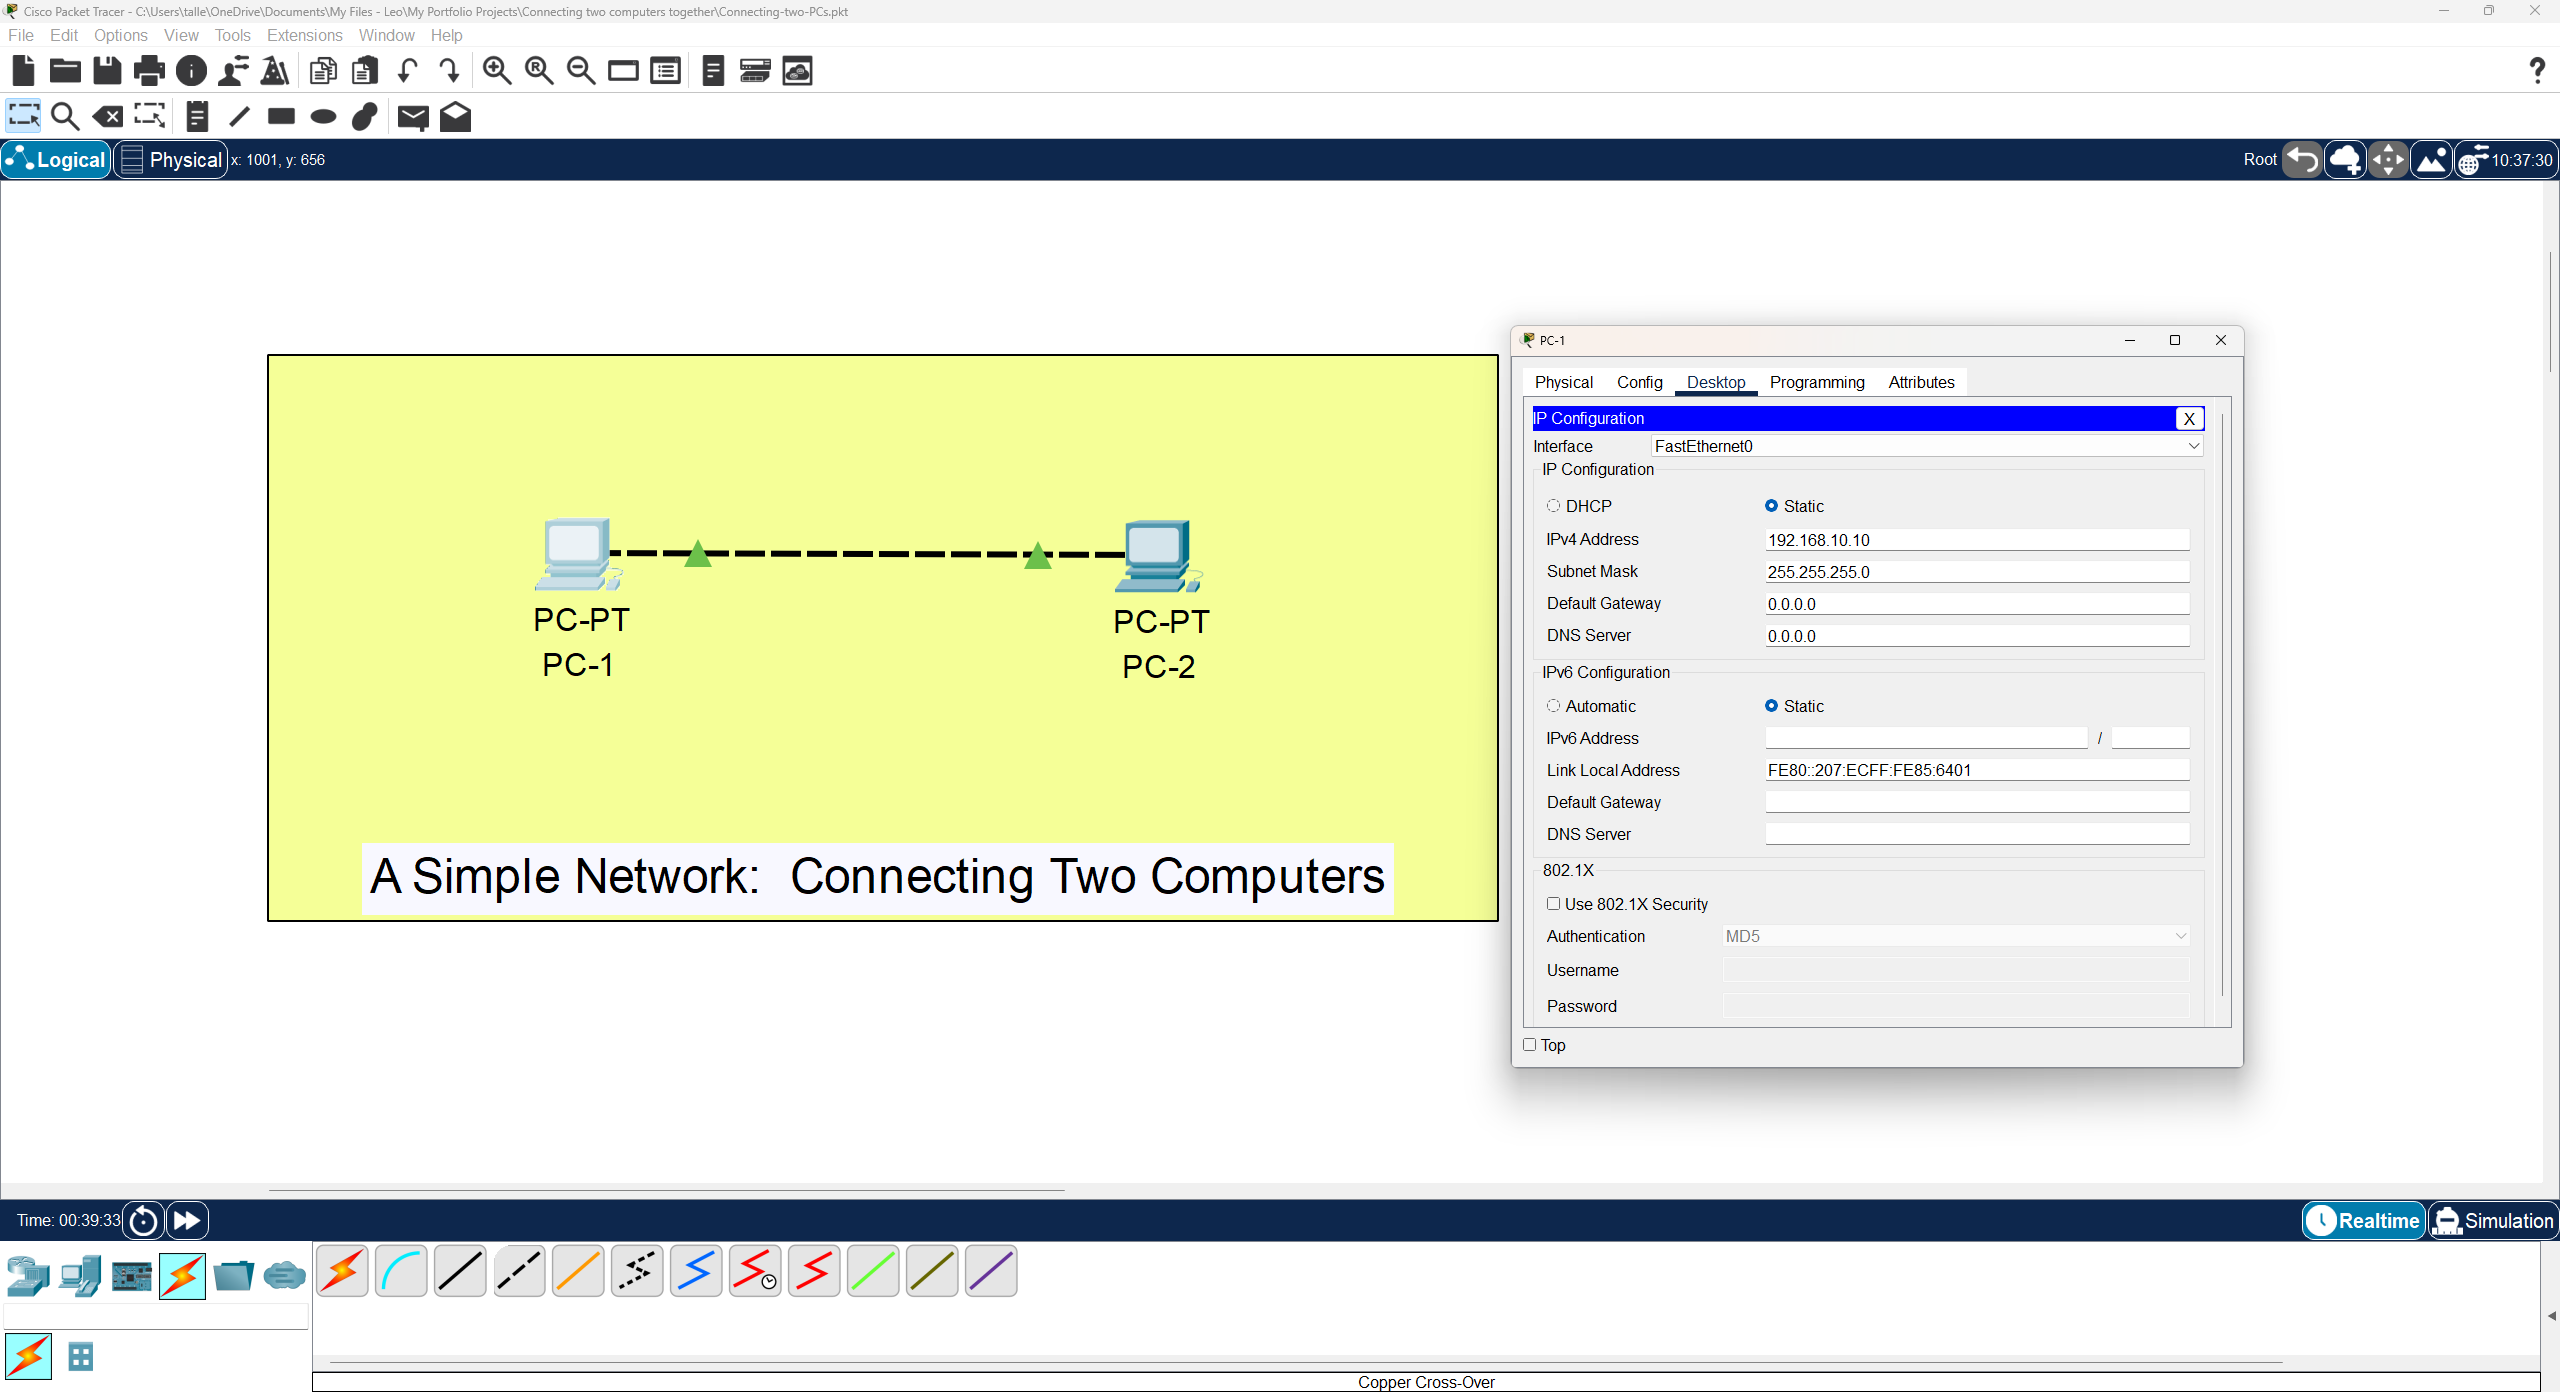 Cisco Packet Tracer - C:\Users\talle\OneDrive\Documents\My Files - Leo\My Portfolio Projects\Connecting two computers together\Connecting-two-PCs.pkt
File Edit Options View Tools Extensions Window Help
Logical Physical x: 1001, y: 656 Root 10:37:30
PC-1
Physical Config Desktop Programming Attributes
IP Configuration X
Interface FastEthernet0
IP Configuration
DHCP Static
IPv4 Address 192.168.10.10
Subnet Mask 255.255.255.0
Default Gateway 0.0.0.0
DNS Server 0.0.0.0
IPv6 Configuration
Automatic Static
IPv6 Address /
Link Local Address FE80::207:ECFF:FE85:6401
Default Gateway
DNS Server
802.1X
Use 802.1X Security
Authentication MD5
Username
Password
Top
PC-PT
PC-1
PC-PT
PC-2
A Simple Network: Connecting Two Computers
Time: 00:39:33 Realtime Simulation
Copper Cross-Over